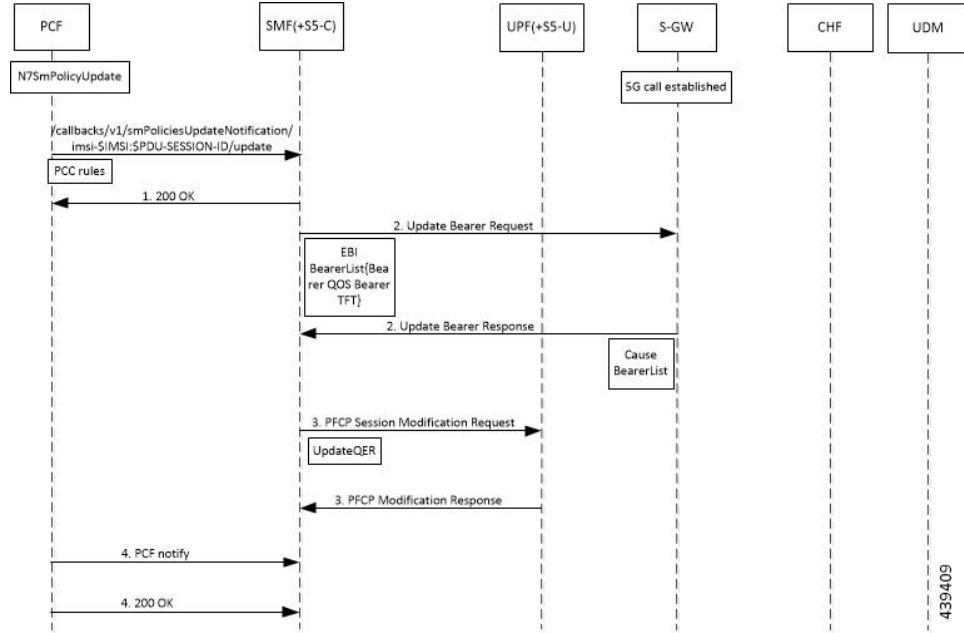 PCF
SMF(+S5-C)
UPF(+S5-U)
S-GW
CHF
UDM
N7SmPolicyUpdate
5G call established
/callbacks/v1/smPoliciesUpdateNotification/
imsi-$IMSI:$PDU-SESSION-ID/update
PCC rules
1. 200 OK
2. Update Bearer Request
EBI
BearerList{Bea
rer QOS Bearer
TFT}
2. Update Bearer Response
Cause
BearerList
3. PFCP Session Modification Request
UpdateQER
3. PFCP Modification Response
4. PCF notify
4. 200 OK
439409